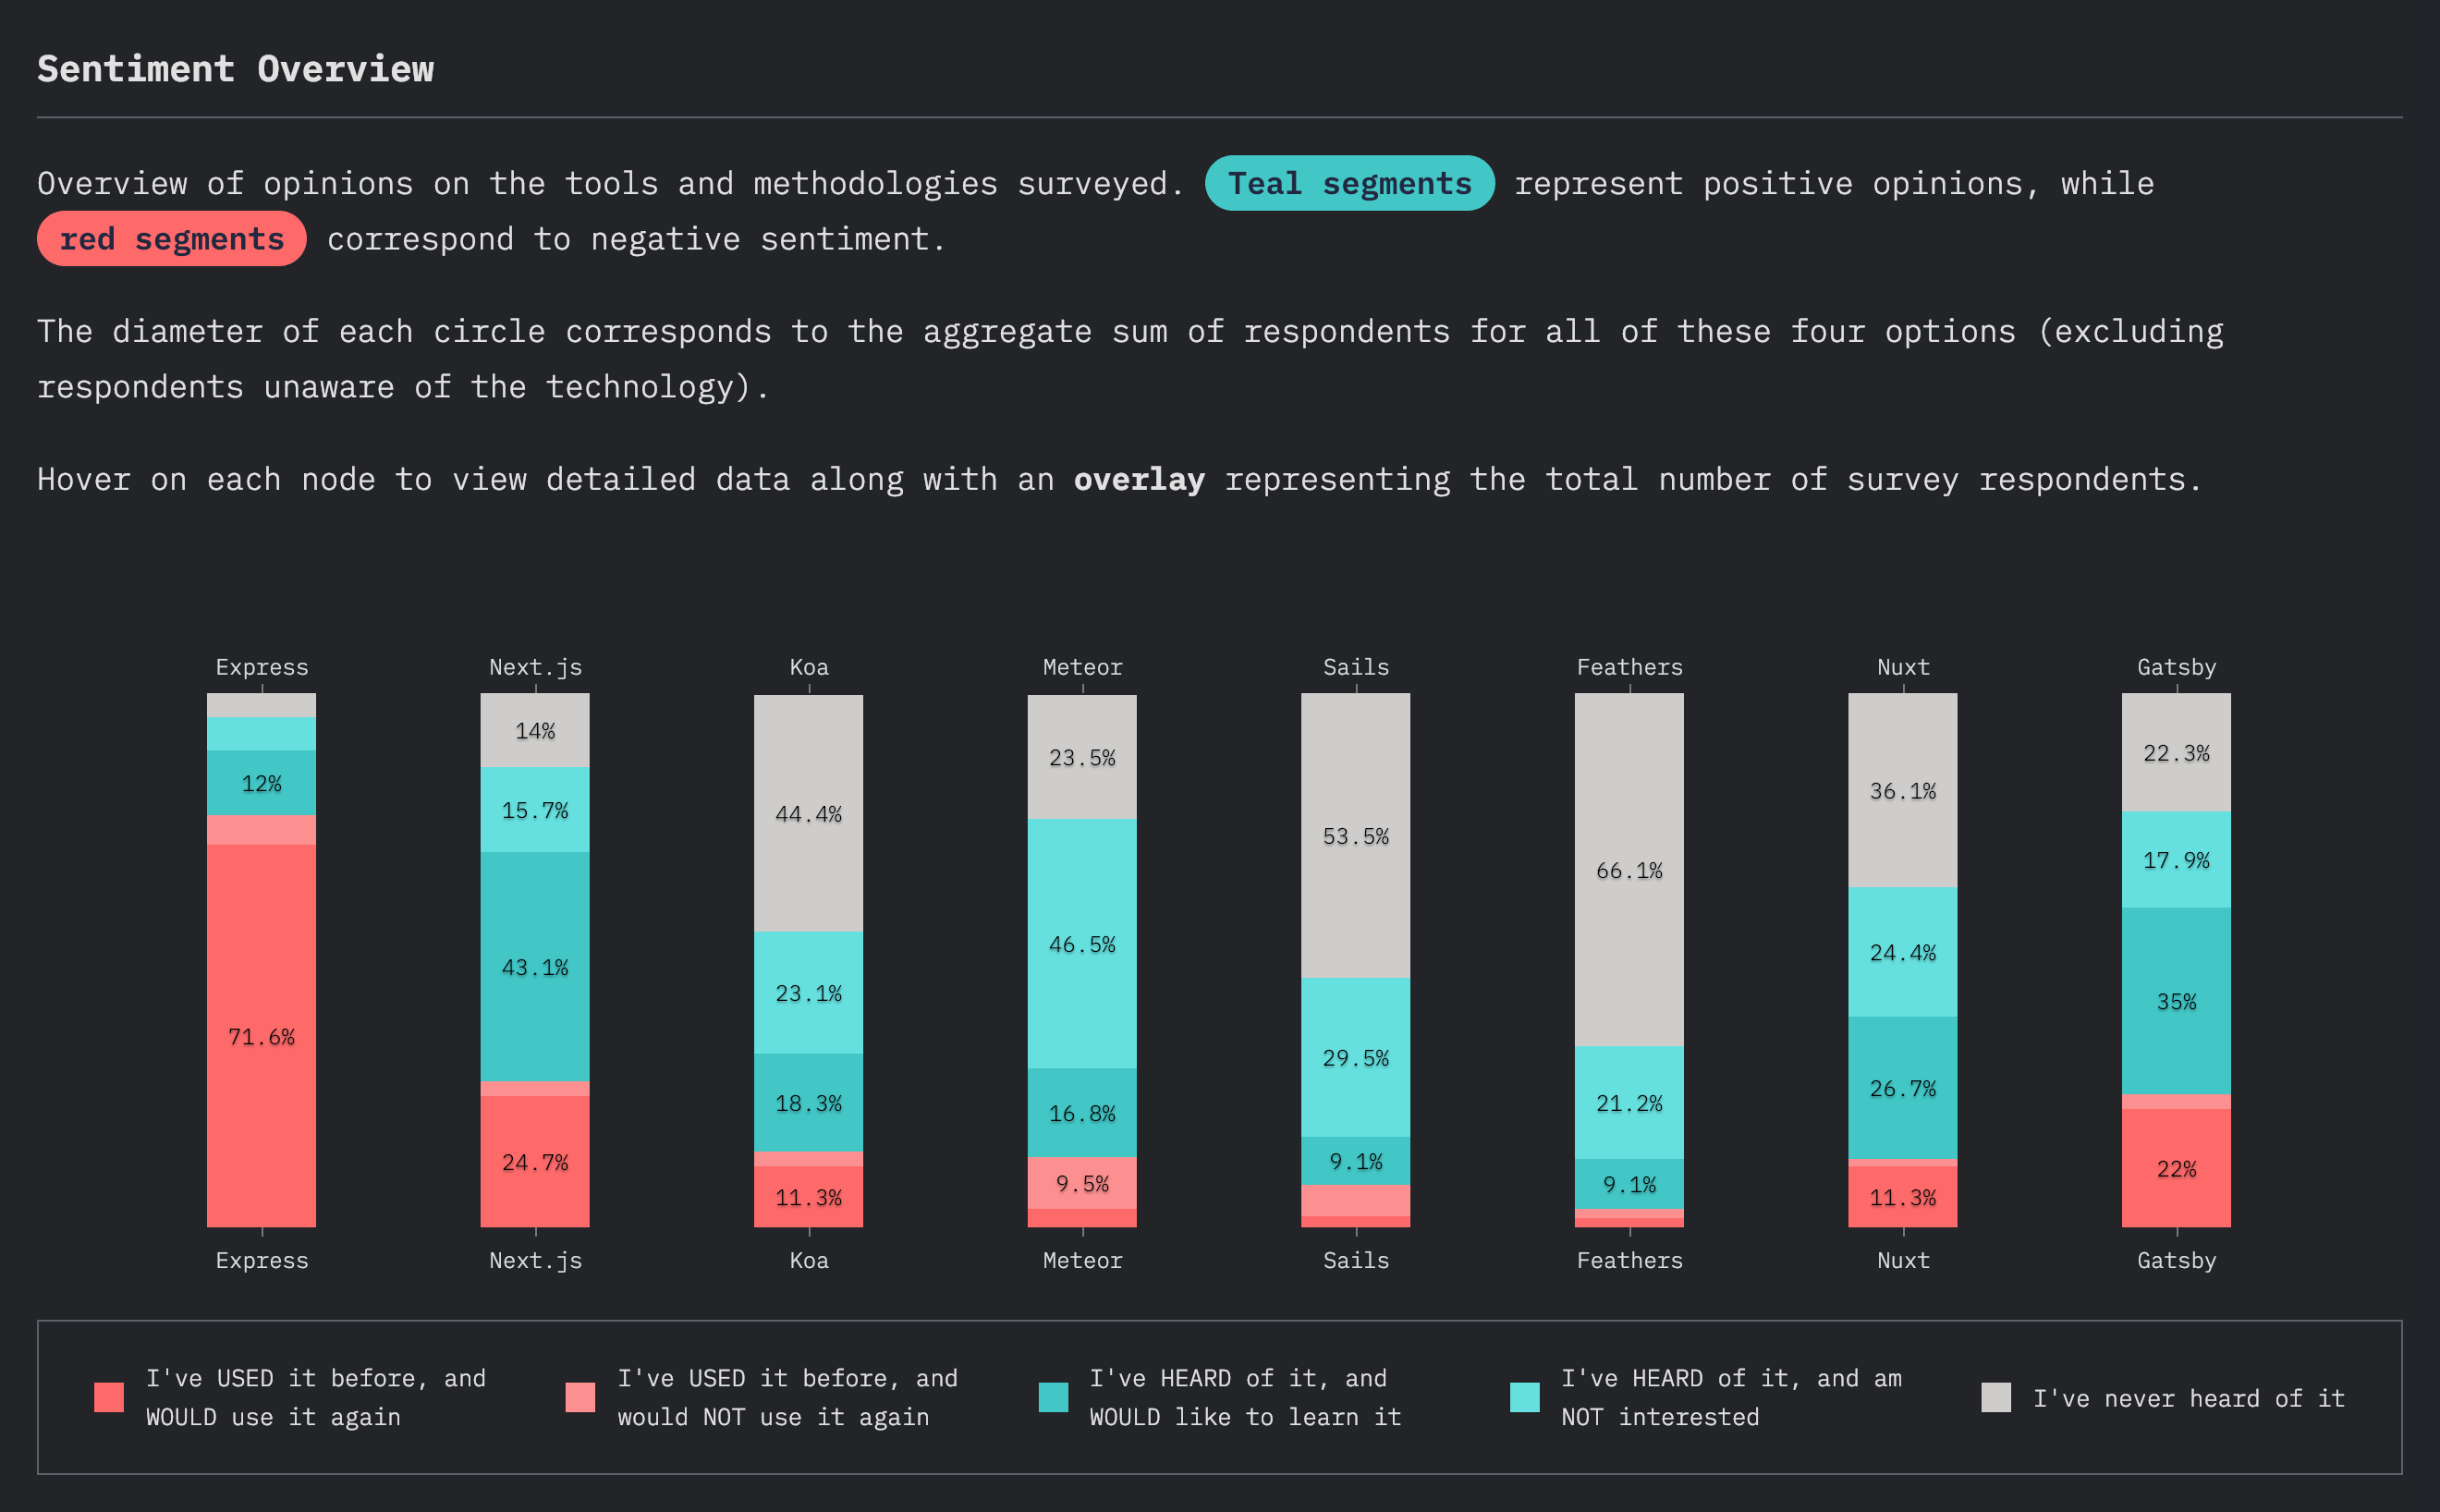 Sentiment Overview
Overview of opinions on the tools and methodologies surveyed. Teal segments represent positive opinions, while
red segments correspond to negative sentiment.
The diameter of each circle corresponds to the aggregate sum of respondents for all of these four options (excluding
respondents unaware of the technology).
Hover on each node to view detailed data along with an overlay representing the total number of survey respondents.
Express
12%
71.6%
Express
Next.js
14%
15.7%
43.1%
24.7%
Next.js
Koa
44.4%
23.1%
18.3%
11.3%
Koa
Meteor
23.5%
46.5%
16.8%
9.5%
Meteor
Sails
53.5%
29.5%
9.1%
Sails
Feathers
66.1%
21.2%
9.1%
Feathers
Nuxt
36.1%
24.4%
26.7%
11.3%
Nuxt
Gatsby
22.3%
17.9%
35%
22%
Gatsby
I've USED it before, and
WOULD use it again
I've USED it before, and
would NOT use it again
I've HEARD of it, and
WOULD like to learn it
I've HEARD of it, and am
NOT interested
I've never heard of it